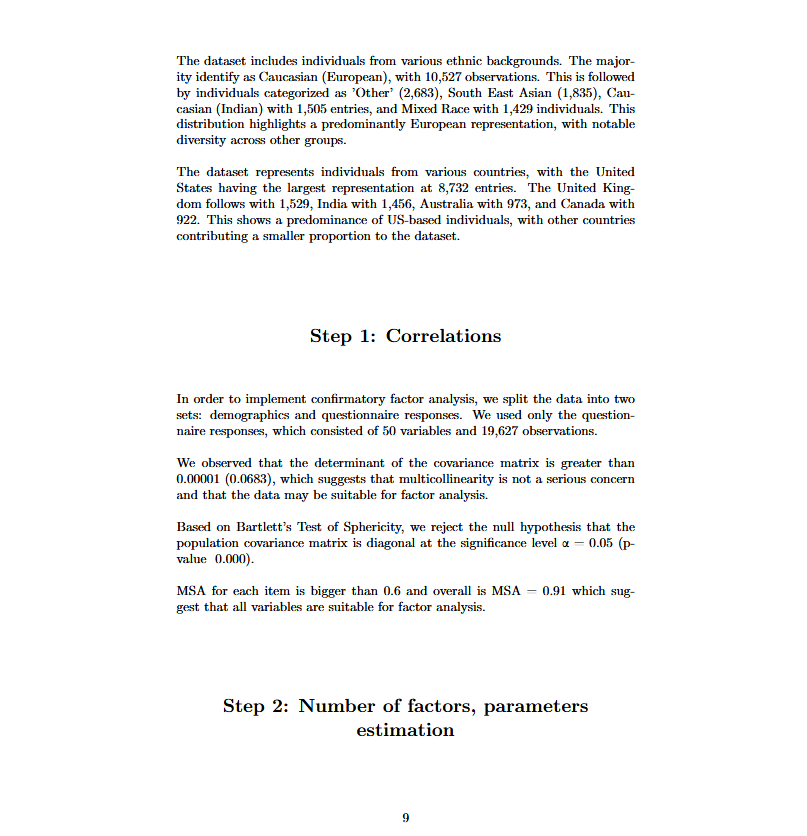 The dataset includes individuals from various ethnic backgrounds. The major-
ity identify as Caucasian (European), with 10,527 observations. This is followed
by individuals categorized as ’Other’ (2,683), South East Asian (1,835), Cau-
casian (Indian) with 1,505 entries, and Mixed Race with 1,429 individuals. This
distribution highlights a predominantly European representation, with notable
diversity across other groups.
The dataset represents individuals from various countries, with the United
States having the largest representation at 8,732 entries. The United King-
dom follows with 1,529, India with 1,456, Australia with 973, and Canada with
922. This shows a predominance of US-based individuals, with other countries
contributing a smaller proportion to the dataset.
Step 1: Correlations
In order to implement confirmatory factor analysis, we split the data into two
sets: demographics and questionnaire responses. We used only the question-
naire responses, which consisted of 50 variables and 19,627 observations.
We observed that the determinant of the covariance matrix is greater than
0.00001 (0.0683), which suggests that multicollinearity is not a serious concern
and that the data may be suitable for factor analysis.
Based on Bartlett’s Test of Sphericity, we reject the null hypothesis that the
population covariance matrix is diagonal at the significance level α = 0.05 (p-
value 0.000).
MSA for each item is bigger than 0.6 and overall is MSA = 0.91 which sug-
gest that all variables are suitable for factor analysis.
Step 2: Number of factors, parameters
estimation
9